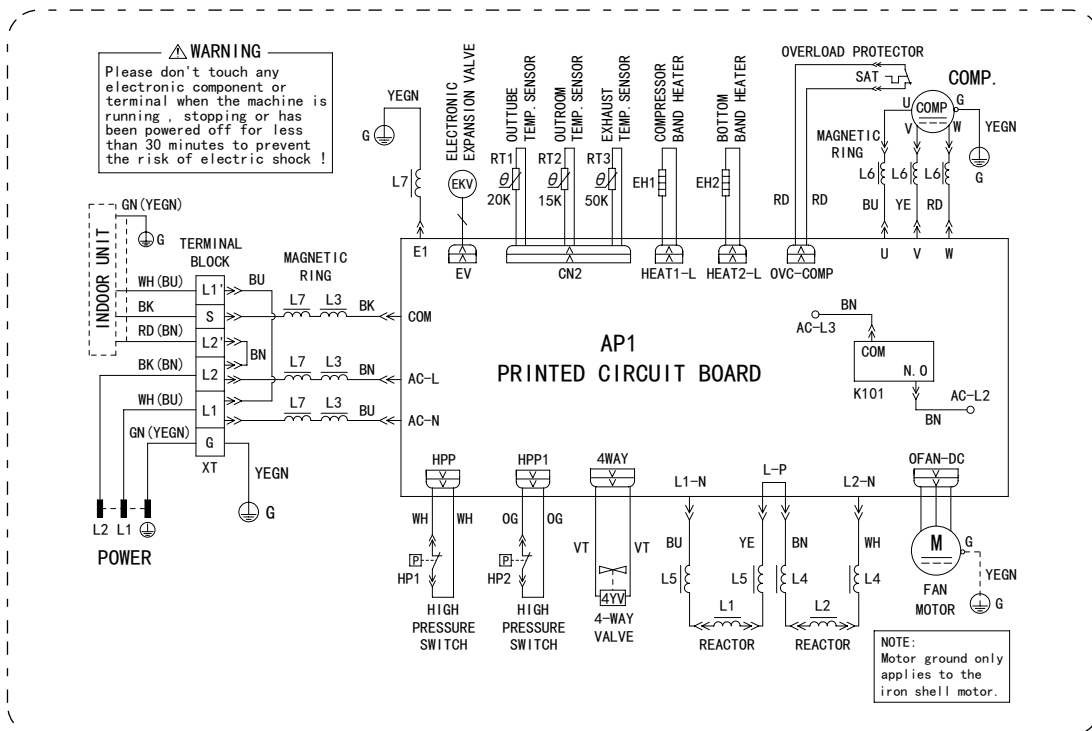 WARNING
Please don't touch any
electronic component or
terminal when the machine is
running , stopping or has
been powered off for less
than 30 minutes to prevent
the risk of electric shock !
YEGN
G
L7
E1
ELECTRONIC
EXPANSION VALVE
EKV
EV
OUTTUBE
TEMP. SENSOR
OUTROOM
TEMP. SENSOR
EXHAUST
TEMP. SENSOR
RT1
RT2
RT3
θ
θ
θ
20K
15K
50K
CN2
COMPRESSOR
BAND HEATER
EH1
HEAT1-L
BOTTOM
BAND HEATER
EH2
HEAT2-L
OVERLOAD PROTECTOR
SAT
RD
RD
OVC-COMP
COMP.
COMP
U
V
W
G
YEGN
G
MAGNETIC
RING
L6
L6
L6
BU
YE
RD
U
V
W
INDOOR UNIT
GN(YEGN)
G
TERMINAL
BLOCK
MAGNETIC
RING
WH(BU)
L1'
BU
BK
S
L7
L3
BK
COM
RD(BN)
L2'
BN
BK(BN)
L2
L7
L3
BN
AC-L
WH(BU)
L1
L7
L3
BU
AC-N
GN(YEGN)
G
XT
YEGN
G
L2
L1
POWER
AP1
PRINTED CIRCUIT BOARD
BN
AC-L3
COM
N.O
K101
AC-L2
BN
HPP
WH
WH
P
HP1
HIGH
PRESSURE
SWITCH
HPP1
OG
OG
P
HP2
HIGH
PRESSURE
SWITCH
4WAY
VT
VT
4YV
4-WAY
VALVE
L1-N
L-P
L2-N
BU
YE
BN
WH
L5
L5
L4
L4
L1
L2
REACTOR
REACTOR
OFAN-DC
M
G
YEGN
G
FAN
MOTOR
NOTE:
Motor ground only
applies to the
iron shell motor.